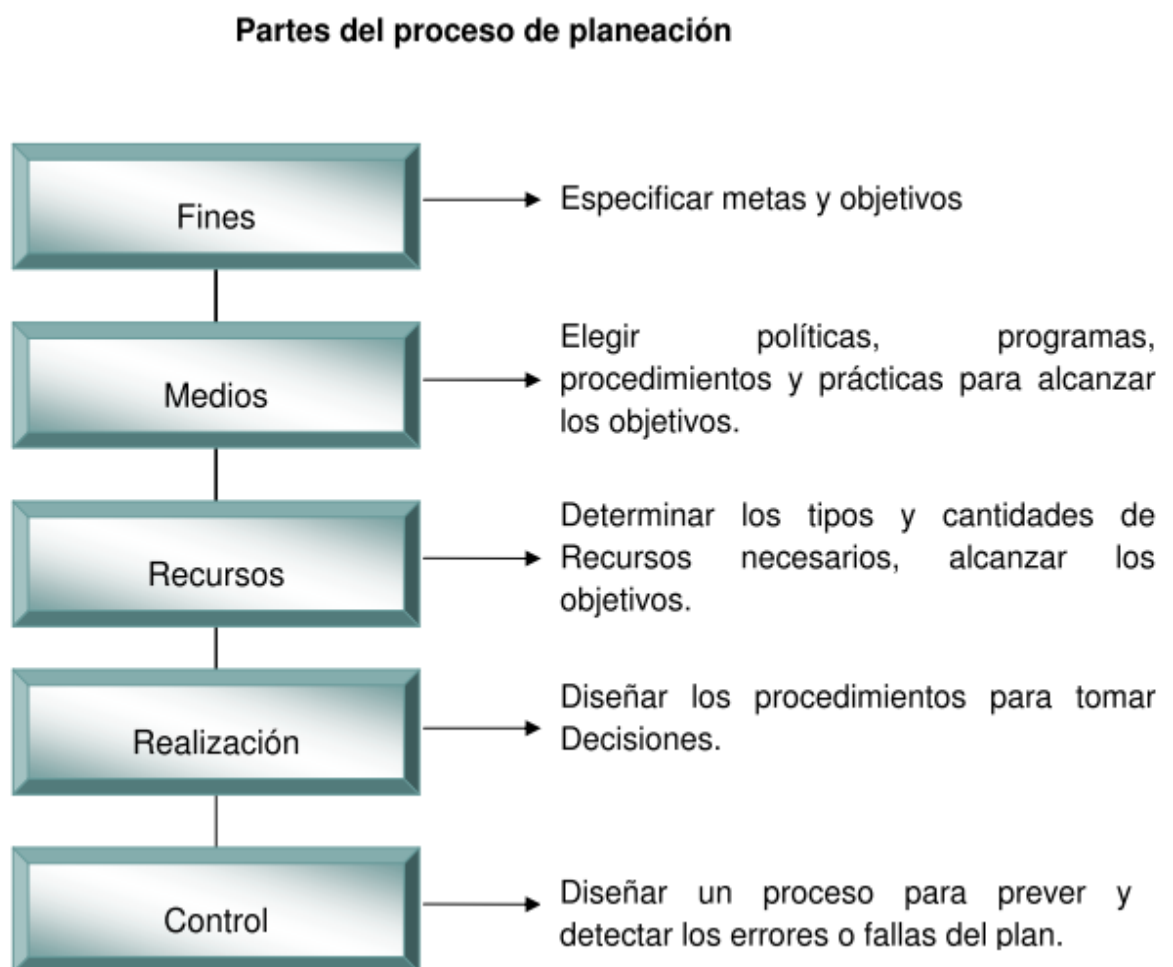 Partes del proceso de planeación
Fines
Especificar metas y objetivos
Medios
Elegir políticas, programas,
procedimientos y prácticas para alcanzar
los objetivos.
Recursos
Determinar los tipos y cantidades de
Recursos necesarios, alcanzar los
objetivos.
Realización
Diseñar los procedimientos para tomar
Decisiones.
Control
Diseñar un proceso para prever y
detectar los errores o fallas del plan.